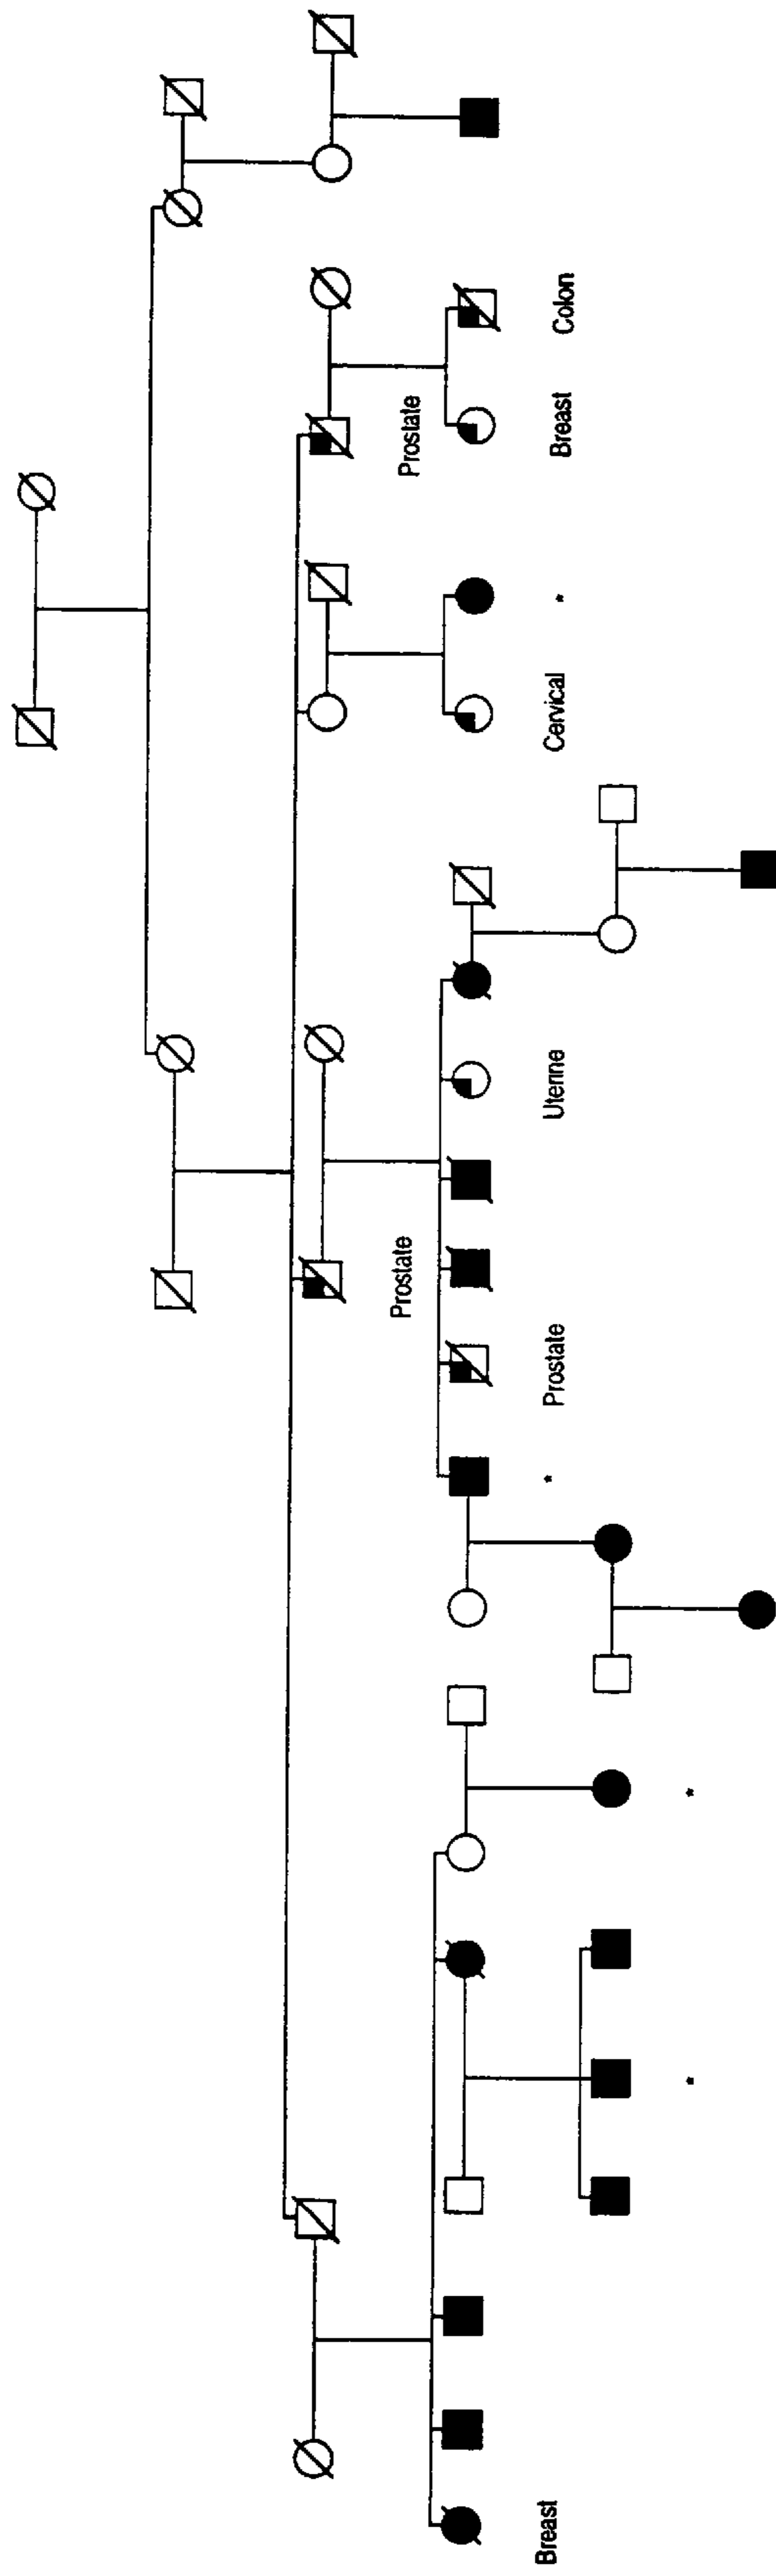 Prostate
Prostate
Breast
*
Prostate
Uterine
Cervical
*
Breast
Colon
*
*